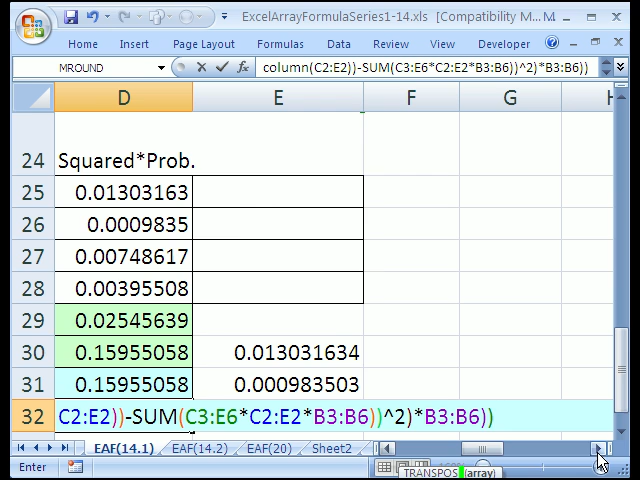 ExcelArrayFormulaSeries1-14.xls [Compatibility M
Home Insert Page Layout Formulas Data Review View Developer
MROUND column(C2:E2))-SUM(C3:E6*C2:E2*B3:B6))^2)*B3:B6))
D E F G H
24 Squared*Prob.
25 0.01303163
26 0.0009835
27 0.00748617
28 0.00395508
29 0.02545639
30 0.15955058 0.013031634
31 0.15955058 0.000983503
32 C2:E2))-SUM(C3:E6*C2:E2*B3:B6))^2)*B3:B6))
EAF(14.1) EAF(14.2) EAF(20) Sheet2
Enter